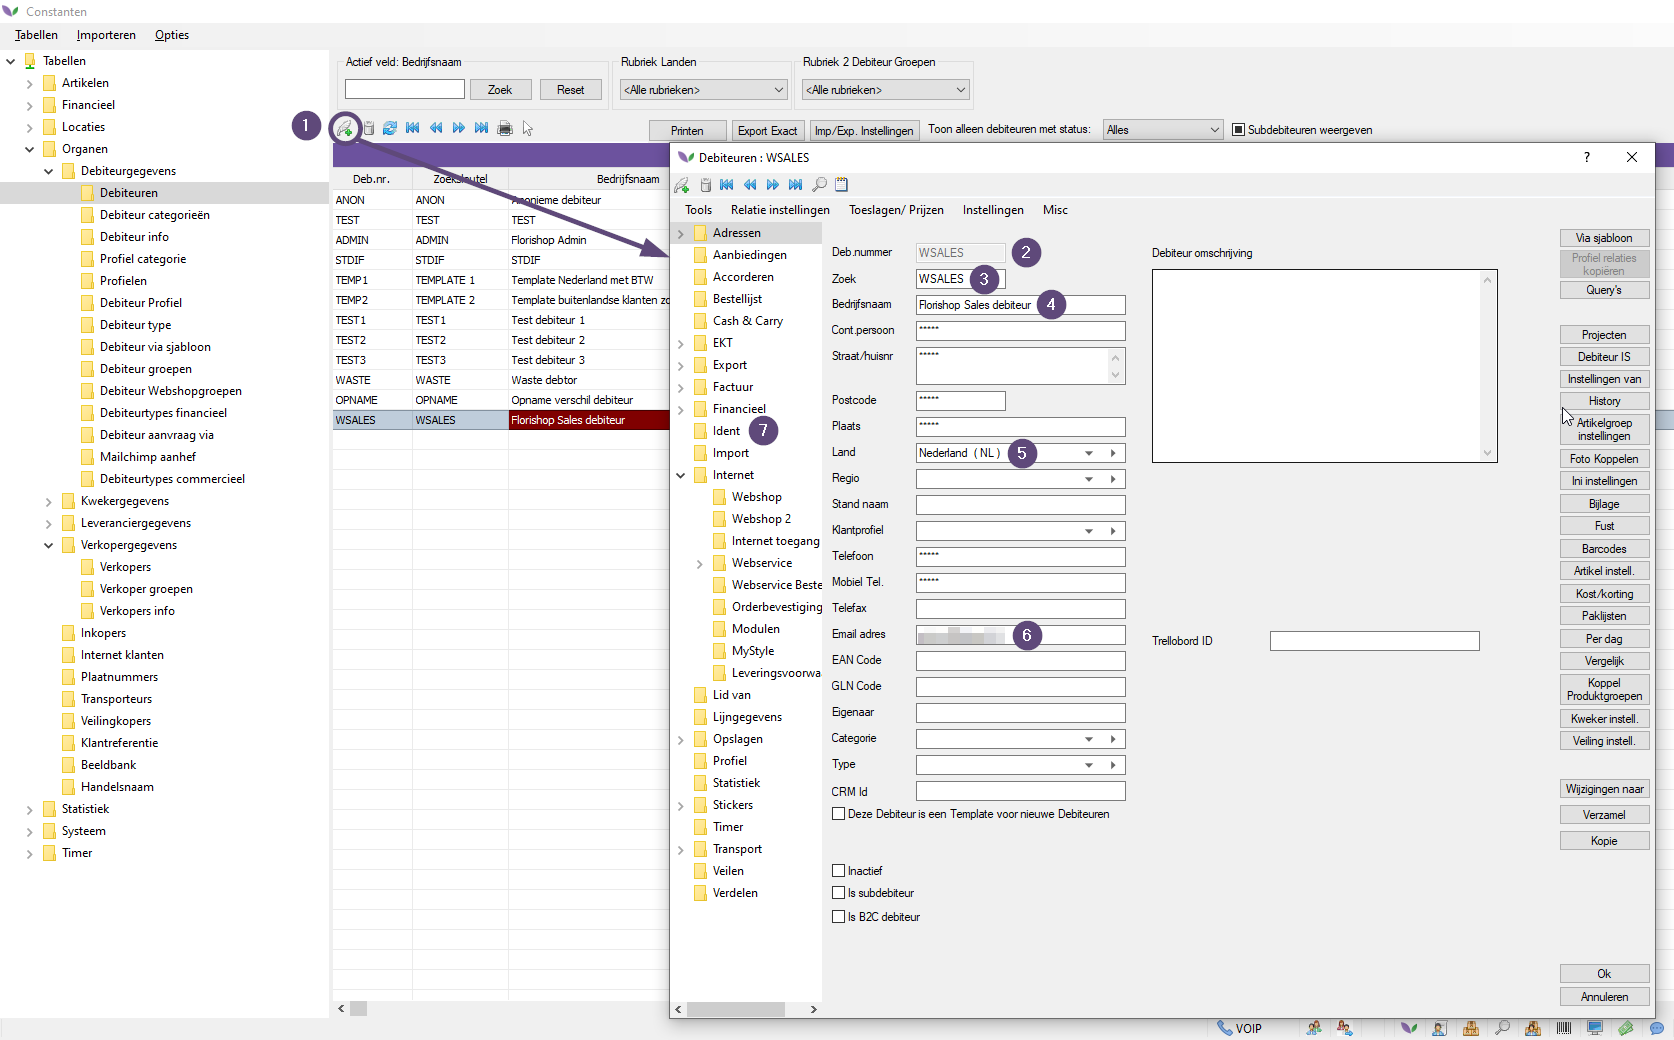 Constanten
Tabellen Importeren Opties
Tabellen
Artikelen
Financieel
Locaties
Organen
Debiteurgegevens
Debiteuren
Debiteur categorieën
Debiteur info
Profiel categorie
Profielen
Debiteur Profiel
Debiteur type
Debiteur via sjabloon
Debiteur groepen
Debiteur Webshopgroepen
Debiteurtypes financieel
Debiteur aanvraag via
Mailchimp aanhef
Debiteurtypes commercieel
Kwekergegevens
Leveranciergegevens
Verkopergegevens
Verkopers
Verkoper groepen
Verkopers info
Inkopers
Internet klanten
Plaatnummers
Transporteurs
Veilingkopers
Klantreferentie
Beeldbank
Handelsnaam
Statistiek
Systeem
Timer
Actief veld: Bedrijfsnaam
Zoek Reset
Rubriek Landen
<Alle rubrieken>
Rubriek 2 Debiteur Groepen
<Alle rubrieken>
1
Printen Export Exact Imp/Exp. Instellingen Toon alleen debiteuren met status: Alles Subdebiteuren weergeven
Deb.nr. Zoeksleutel Bedrijfsnaam
ANON ANON Anonieme debiteur
TEST TEST TEST
ADMIN ADMIN Florishop Admin
STDIF STDIF STDIF
TEMP1 TEMPLATE 1 Template Nederland met BTW
TEMP2 TEMPLATE 2 Template buitenlandse klanten zo
TEST1 TEST1 Test debiteur 1
TEST2 TEST2 Test debiteur 2
TEST3 TEST3 Test debiteur 3
WASTE WASTE Waste debtor
OPNAME OPNAME Opname verschil debiteur
WSALES WSALES Florishop Sales debiteur
Debiteuren : WSALES ?
Tools Relatie instellingen Toeslagen/ Prijzen Instellingen Misc
Adressen
Aanbiedingen
Accorderen
Bestellijst
Cash & Carry
EKT
Export
Factuur
Financieel
Ident 7
Import
Internet
Webshop
Webshop 2
Internet toegang
Webservice
Webservice Beste
Orderbevestiging
Modulen
MyStyle
Leveringsvoorwa
Lid van
Lijngegevens
Opslagen
Profiel
Statistiek
Stickers
Timer
Transport
Veilen
Verdelen
Deb.nummer WSALES 2
Zoek WSALES 3
Bedrijfsnaam Florishop Sales debiteur 4
Cont.persoon *****
Straat/huisnr *****
Postcode *****
Plaats *****
Land Nederland ( NL ) 5
Regio
Stand naam
Klantprofiel
Telefoon *****
Mobiel Tel. *****
Telefax
Email adres 6
EAN Code
GLN Code
Eigenaar
Categorie
Type
CRM Id
Deze Debiteur is een Template voor nieuwe Debiteuren
Inactief
Is subdebiteur
Is B2C debiteur
Debiteur omschrijving
Trellobord ID
Via sjabloon
Profiel relaties
kopiëren
Query's
Projecten
Debiteur IS
Instellingen van
History
Artikelgroep
instellingen
Foto Koppelen
Ini instellingen
Bijlage
Fust
Barcodes
Artikel instell.
Kost/korting
Paklijsten
Per dag
Vergelijk
Koppel
Produktgroepen
Kweker instell.
Veiling instell.
Wijzigingen naar
Verzamel
Kopie
Ok
Annuleren
VOIP